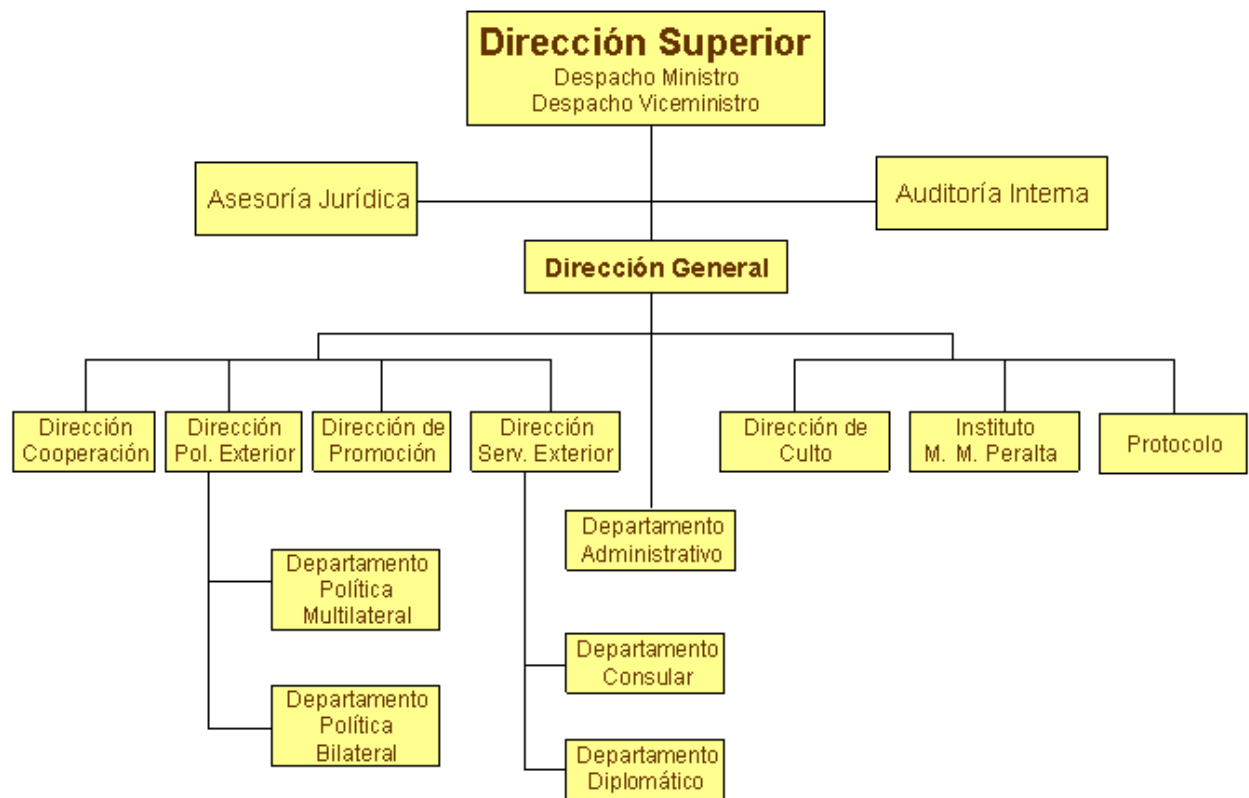 Dirección Superior
Despacho Ministro
Despacho Viceministro
Asesoría Jurídica
Auditoría Interna
Dirección General
Dirección
Cooperación
Dirección
Pol. Exterior
Dirección de
Promoción
Dirección
Serv. Exterior
Dirección de
Culto
Instituto
M. M. Peralta
Protocolo
Departamento
Administrativo
Departamento
Política
Multilateral
Departamento
Consular
Departamento
Política
Bilateral
Departamento
Diplomático